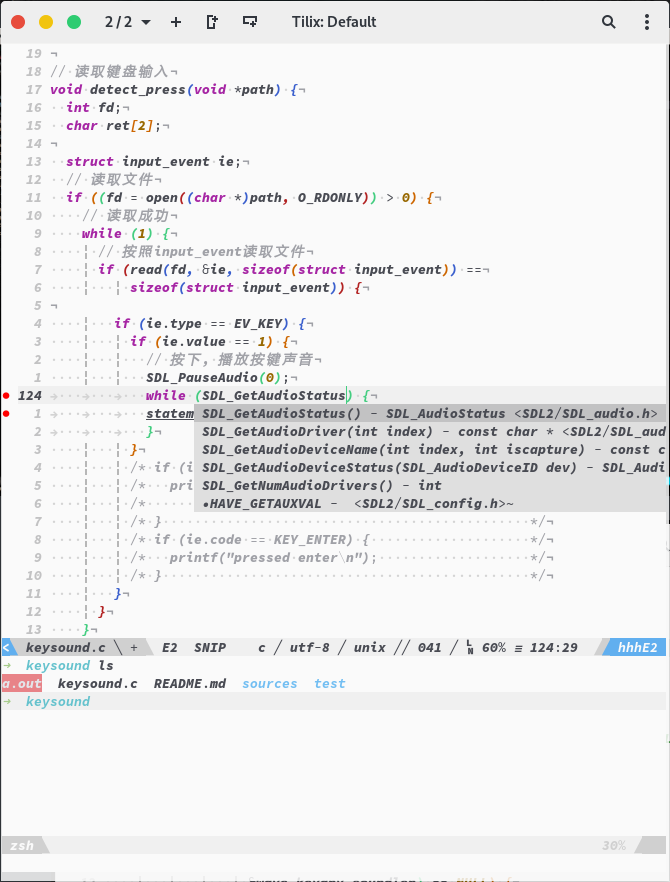 2 / 2
Tilix: Default
19 ¬
18 // 读取键盘输入¬
17 void detect_press(void *path) {¬
16 int fd;¬
15 char ret[2];¬
14 ¬
13 struct input_event ie;¬
12 // 读取文件¬
11 if ((fd = open((char *)path, O_RDONLY)) > 0) {¬
10 // 读取成功¬
9 while (1) {¬
8 ¦ // 按照input_event读取文件¬
7 ¦ if (read(fd, &ie, sizeof(struct input_event)) ==¬
6 ¦ ¦ sizeof(struct input_event)) {¬
5 ¬
4 ¦ if (ie.type == EV_KEY) {¬
3 ¦ ¦ if (ie.value == 1) {¬
2 ¦ ¦ // 按下，播放按键声音¬
1 ¦ ¦ SDL_PauseAudio(0);¬
124 while (SDL_GetAudioStatus) {¬
1 statem SDL_GetAudioStatus() - SDL_AudioStatus <SDL2/SDL_audio.h>
2 }¬ SDL_GetAudioDriver(int index) - const char * <SDL2/SDL_aud
3 ¦ ¦ }¬ SDL_GetAudioDeviceName(int index, int iscapture) - const c
4 ¦ ¦ /* if (i SDL_GetAudioDeviceStatus(SDL_AudioDeviceID dev) - SDL_Audi
5 ¦ ¦ /* pri SDL_GetNumAudioDrivers() - int
6 ¦ ¦ /* •HAVE_GETAUXVAL - <SDL2/SDL_config.h>~
7 ¦ ¦ /* } */¬
8 ¦ ¦ /* if (ie.code == KEY_ENTER) { */¬
9 ¦ ¦ /* printf("pressed enter\n"); */¬
10 ¦ ¦ /* } */¬
11 ¦ }¬
12 ¦ }¬
13 }¬
< keysound.c \ + E2 SNIP c / utf-8 / unix // 041 / LN 60% ≡ 124:29 hhhE2
→ keysound ls
a.out keysound.c README.md sources test
→ keysound
zsh 30%